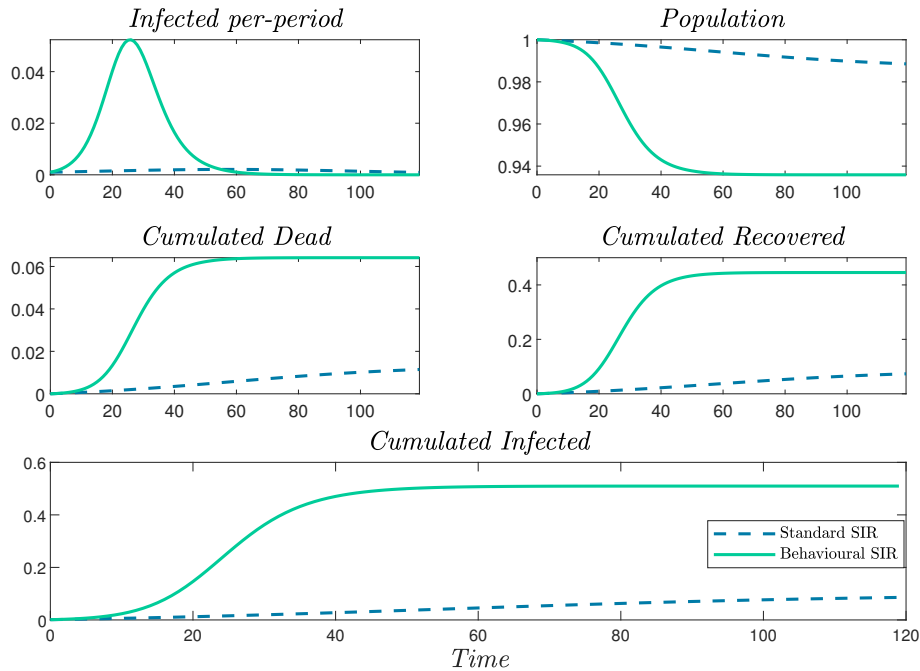 Infected per-period
0.04
0.02
0
0 20 40 60 80 100
Population
1
0.98
0.96
0.94
0 20 40 60 80 100
Cumulated Dead
0.06
0.04
0.02
0
0 20 40 60 80 100
Cumulated Recovered
0.4
0.2
0
0 20 40 60 80 100
Cumulated Infected
0.6
0.4
0.2
0
0 20 40 60 80 100 120
Standard SIR
Behavioural SIR
Time